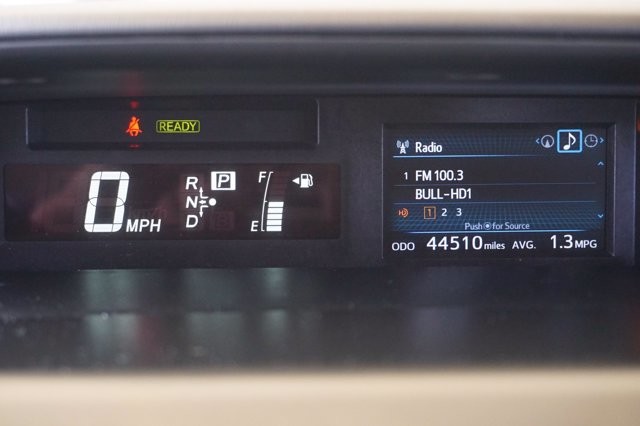 READY
0 MPH
R P
N
D
F
E
Radio
1 FM 100.3
BULL-HD1
HD 1 2 3
Push for Source
ODO 44510 miles AVG. 1.3 MPG